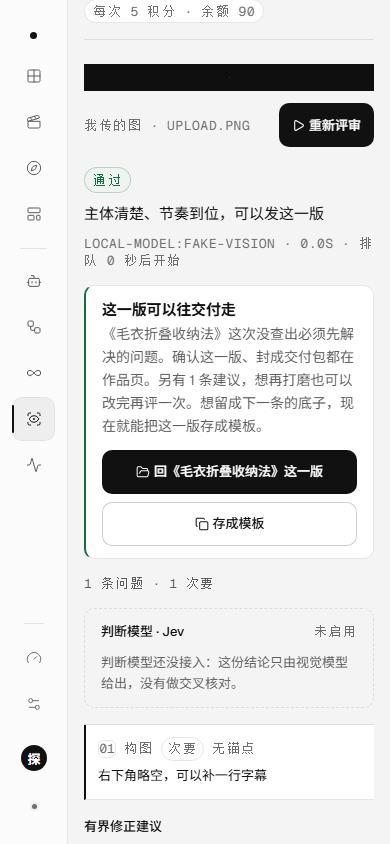 每次 5 积分 · 余额 90
我传的图 · UPLOAD.PNG
重新评审
通过
主体清楚、节奏到位，可以发这一版
LOCAL-MODEL:FAKE-VISION · 0.0S · 排
队 0 秒后开始
这一版可以往交付走
《毛衣折叠收纳法》这次没查出必须先解
决的问题。确认这一版、封成交付包都在
作品页。另有 1 条建议，想再打磨也可以
改完再评一次。想留成下一条的底子，现
在就能把这一版存成模板。
回《毛衣折叠收纳法》这一版
存成模板
1 条问题 · 1 次要
判断模型 · Jev
未启用
判断模型还没接入：这份结论只由视觉模型
给出，没有做交叉核对。
01 构图 次要 无锚点
右下角略空，可以补一行字幕
有界修正建议
探